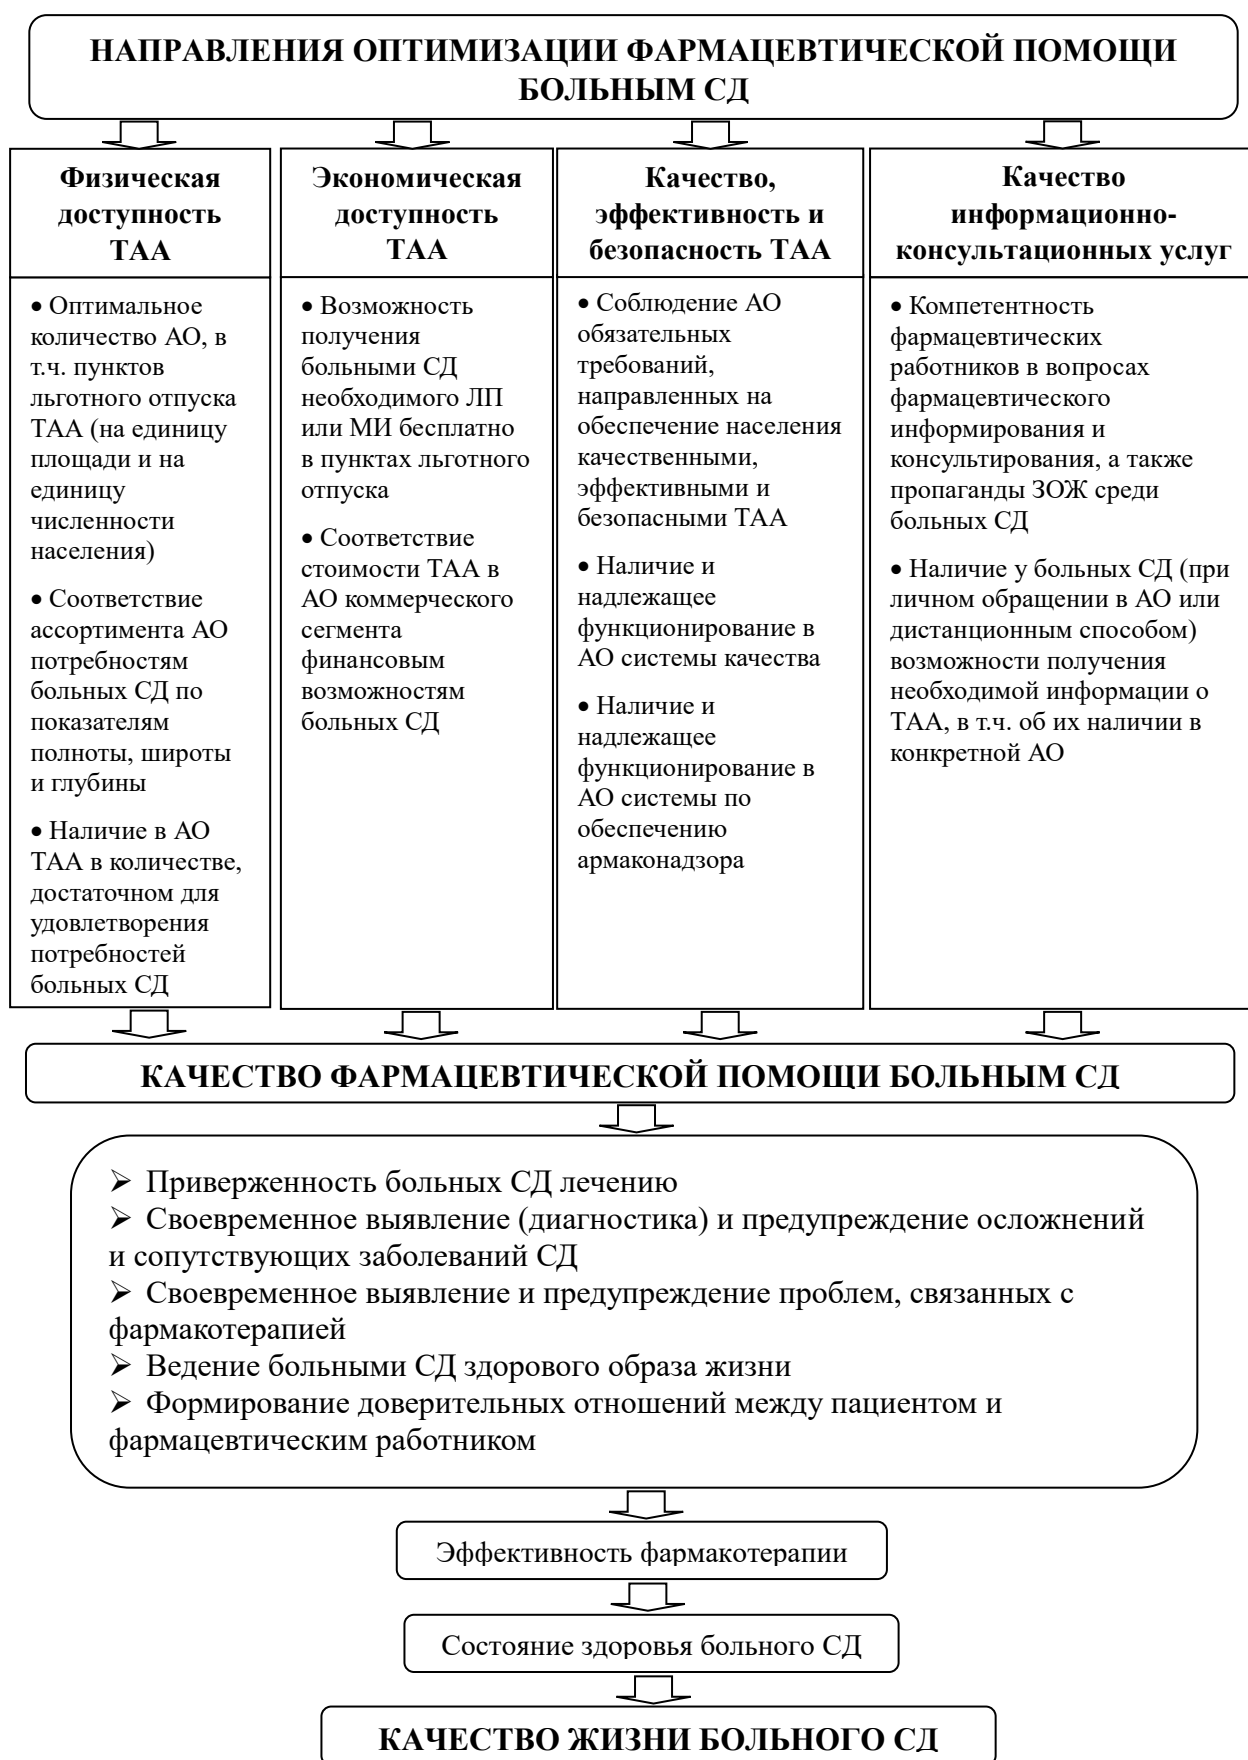 НАПРАВЛЕНИЯ ОПТИМИЗАЦИИ ФАРМАЦЕВТИЧЕСКОЙ ПОМОЩИ
БОЛЬНЫМ СД
Физическая
доступность
ТАА
• Оптимальное
количество АО, в
т.ч. пунктов
льготного отпуска
ТАА (на единицу
площади и на
единицу
численности
населения)
• Соответствие
ассортимента АО
потребностям
больных СД по
показателям
полноты, широты
и глубины
• Наличие в АО
ТАА в количестве,
достаточном для
удовлетворения
потребностей
больных СД
Экономическая
доступность
ТАА
• Возможность
получения
больными СД
необходимого ЛП
или МИ бесплатно
в пунктах льготного
отпуска
• Соответствие
стоимости ТАА в
АО коммерческого
сегмента
финансовым
возможностям
больных СД
Качество,
эффективность и
безопасность ТАА
• Соблюдение АО
обязательных
требований,
направленных на
обеспечение населения
качественными,
эффективными и
безопасными ТАА
• Наличие и
надлежащее
функционирование в
АО системы качества
• Наличие и
надлежащее
функционирование в
АО системы по
обеспечению
армаконадзора
Качество
информационно-
консультационных услуг
• Компетентность
фармацевтических
работников в вопросах
фармацевтического
информирования и
консультирования, а также
пропаганды ЗОЖ среди
больных СД
• Наличие у больных СД (при
личном обращении в АО или
дистанционным способом)
возможности получения
необходимой информации о
ТАА, в т.ч. об их наличии в
конкретной АО
КАЧЕСТВО ФАРМАЦЕВТИЧЕСКОЙ ПОМОЩИ БОЛЬНЫМ СД
➢ Приверженность больных СД лечению
➢ Своевременное выявление (диагностика) и предупреждение осложнений
и сопутствующих заболеваний СД
➢ Своевременное выявление и предупреждение проблем, связанных с
фармакотерапией
➢ Ведение больными СД здорового образа жизни
➢ Формирование доверительных отношений между пациентом и
фармацевтическим работником
Эффективность фармакотерапии
Состояние здоровья больного СД
КАЧЕСТВО ЖИЗНИ БОЛЬНОГО СД